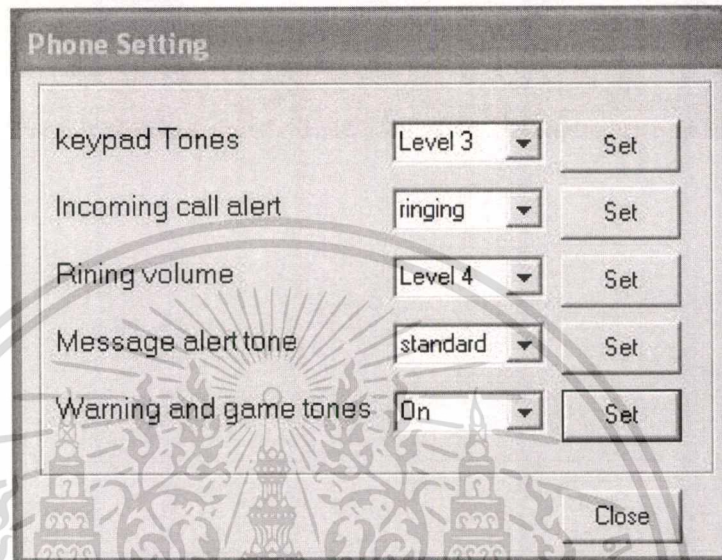 Phone Setting
keypad Tones Level 3 Set
Incoming call alert ringing Set
Rining volume Level 4 Set
Message alert tone standard Set
Warning and game tones On Set
Close